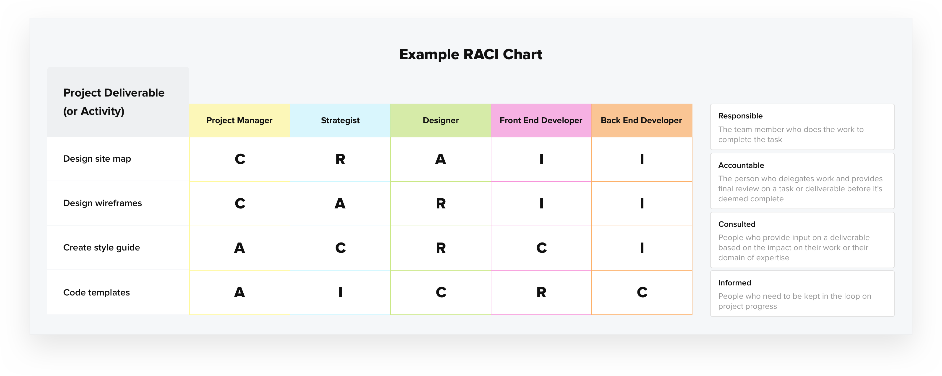 Example RACI Chart
Project Deliverable
(or Activity)
Project Manager Strategist Designer Front End Developer Back End Developer
Design site map C R A I I
Design wireframes C A R I I
Create style guide A C R C I
Code templates A I C R C
Responsible
The team member who does the work to
complete the task
Accountable
The person who delegates work and provides
final review on a task or deliverable before it's
deemed complete
Consulted
People who provide input on a deliverable
based on the impact on their work or their
domain of expertise
Informed
People who need to be kept in the loop on
project progress